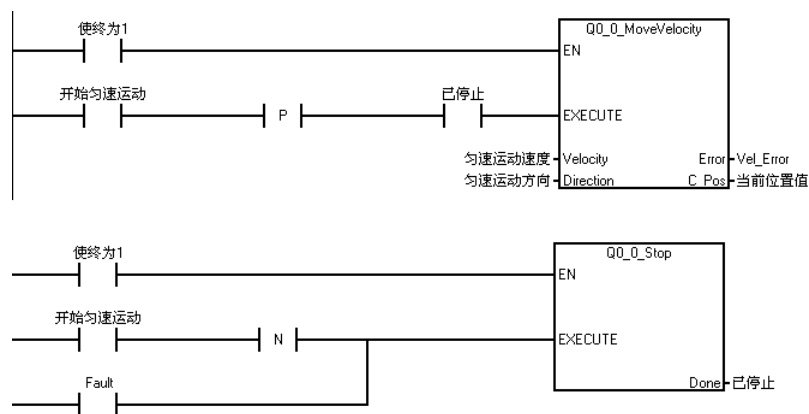 使终为1
Q0_0_MoveVelocity
EN
开始匀速运动
P
已停止
EXECUTE
匀速运动速度 Velocity Error Vel_Error
匀速运动方向 Direction C_Pos 当前位置值
使终为1
Q0_0_Stop
EN
开始匀速运动
N
EXECUTE
Fault
Done 已停止